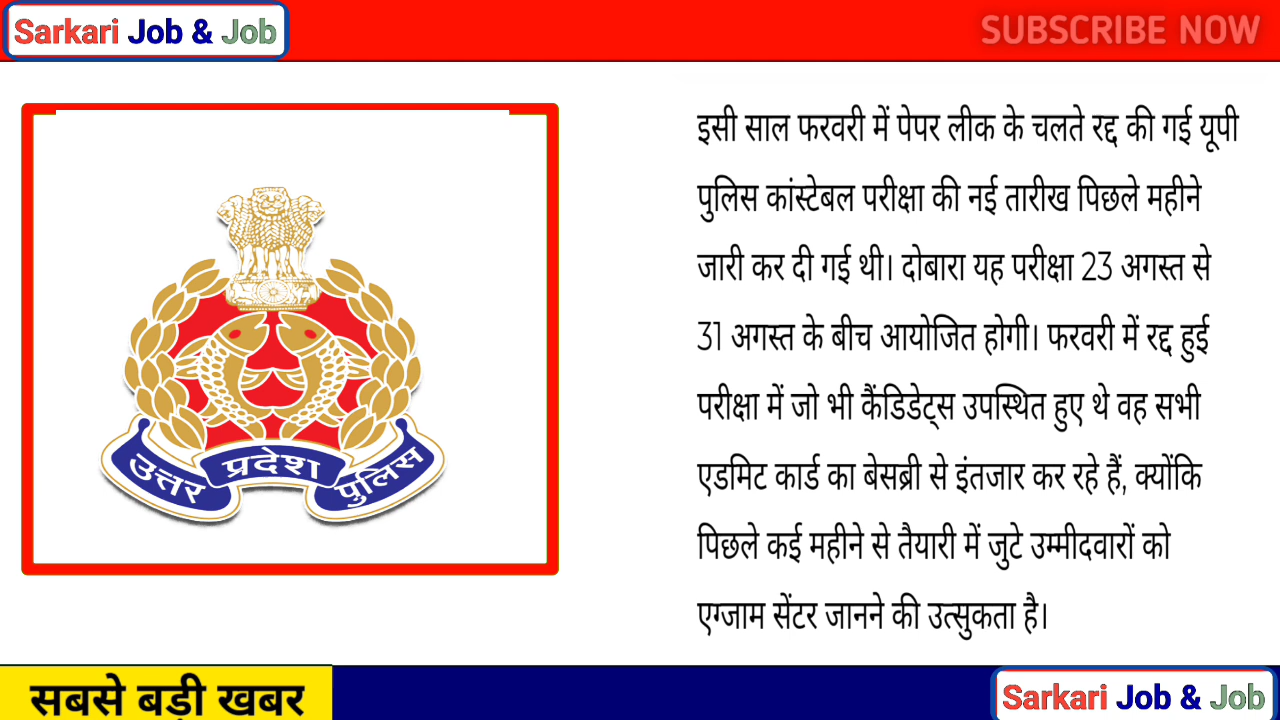 Sarkari Job & Job
SUBSCRIBE NOW
इसी साल फरवरी में पेपर लीक के चलते रद्द की गई यूपी
पुलिस कांस्टेबल परीक्षा की नई तारीख पिछले महीने
जारी कर दी गई थी। दोबारा यह परीक्षा 23 अगस्त से
31 अगस्त के बीच आयोजित होगी। फरवरी में रद्द हुई
परीक्षा में जो भी कैंडिडेट्स उपस्थित हुए थे वह सभी
एडमिट कार्ड का बेसब्री से इंतजार कर रहे हैं, क्योंकि
पिछले कई महीने से तैयारी में जुटे उम्मीदवारों को
एग्जाम सेंटर जानने की उत्सुकता है।
उत्तर प्रदेश पुलिस
सबसे बड़ी खबर
Sarkari Job & Job